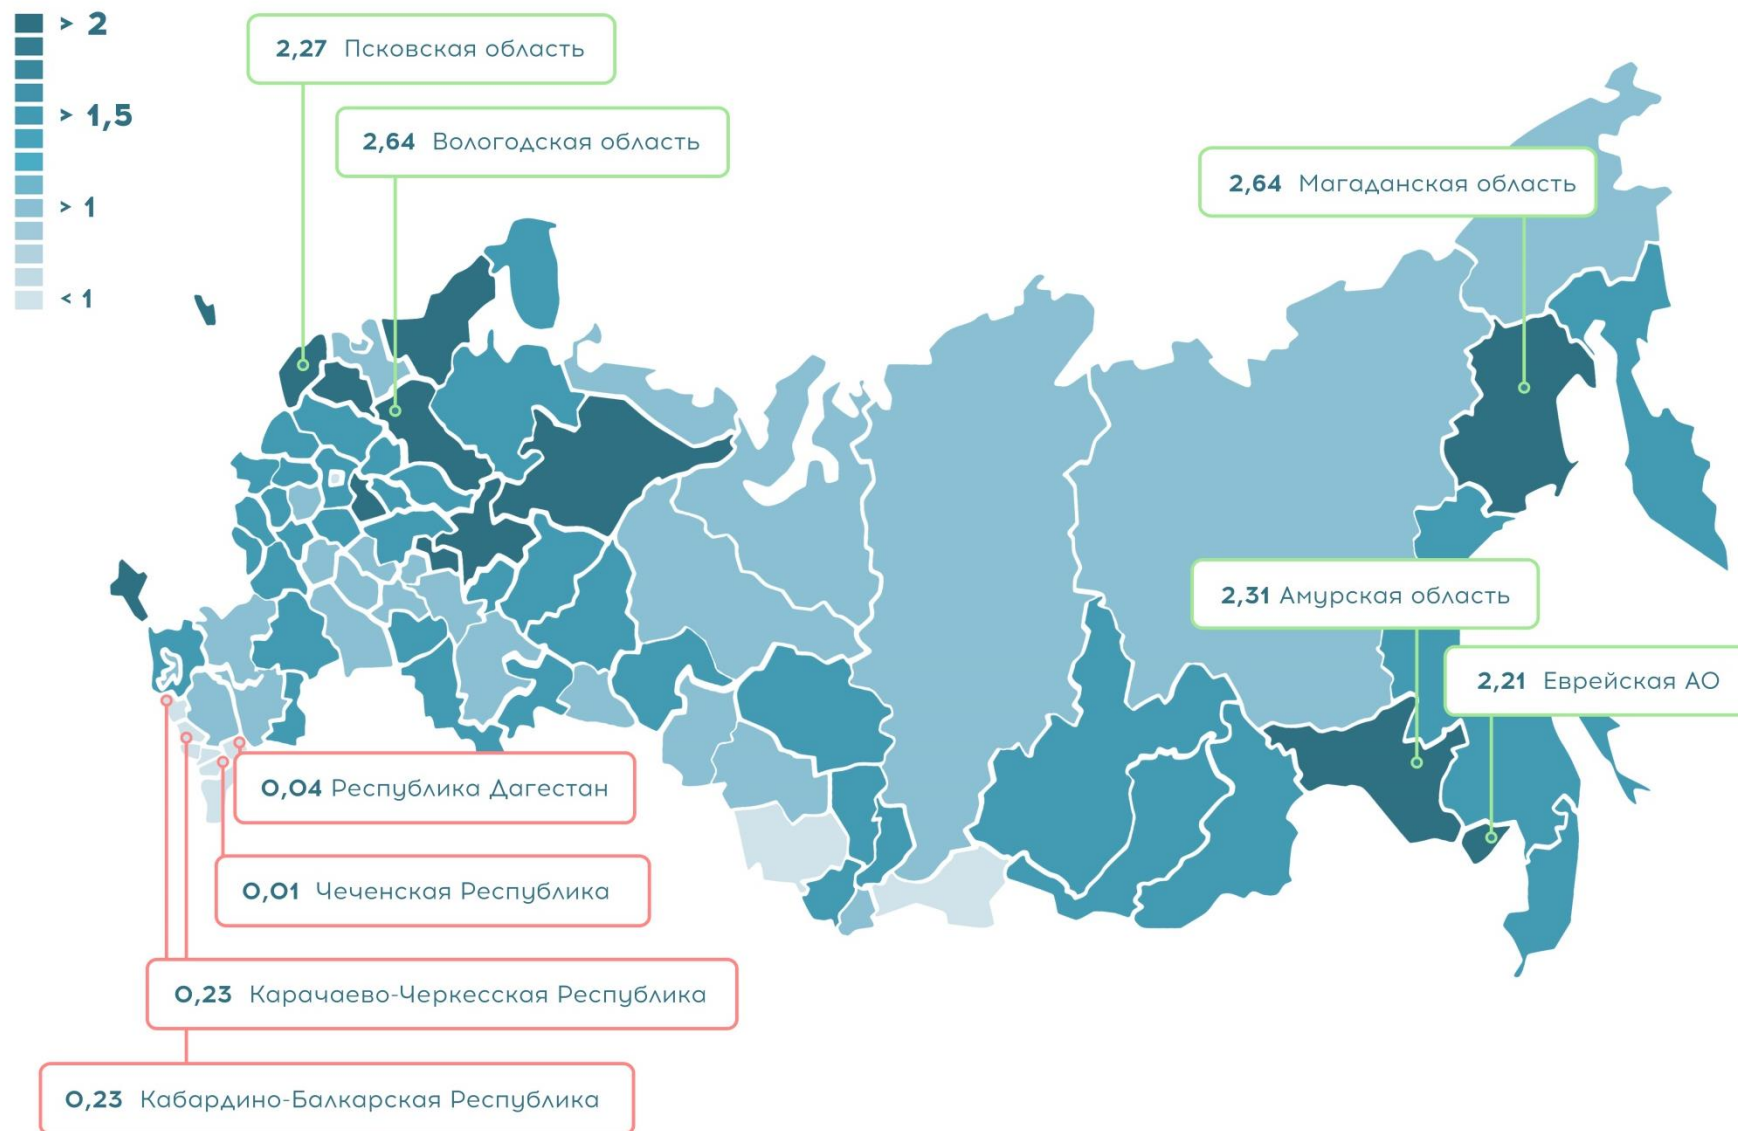 > 2
> 1,5
> 1
< 1
2,27 Псковская область
2,64 Вологодская область
2,64 Магаданская область
2,31 Амурская область
2,21 Еврейская АО
0,04 Республика Дагестан
0,01 Чеченская Республика
0,23 Карачаево-Черкесская Республика
0,23 Кабардино-Балкарская Республика